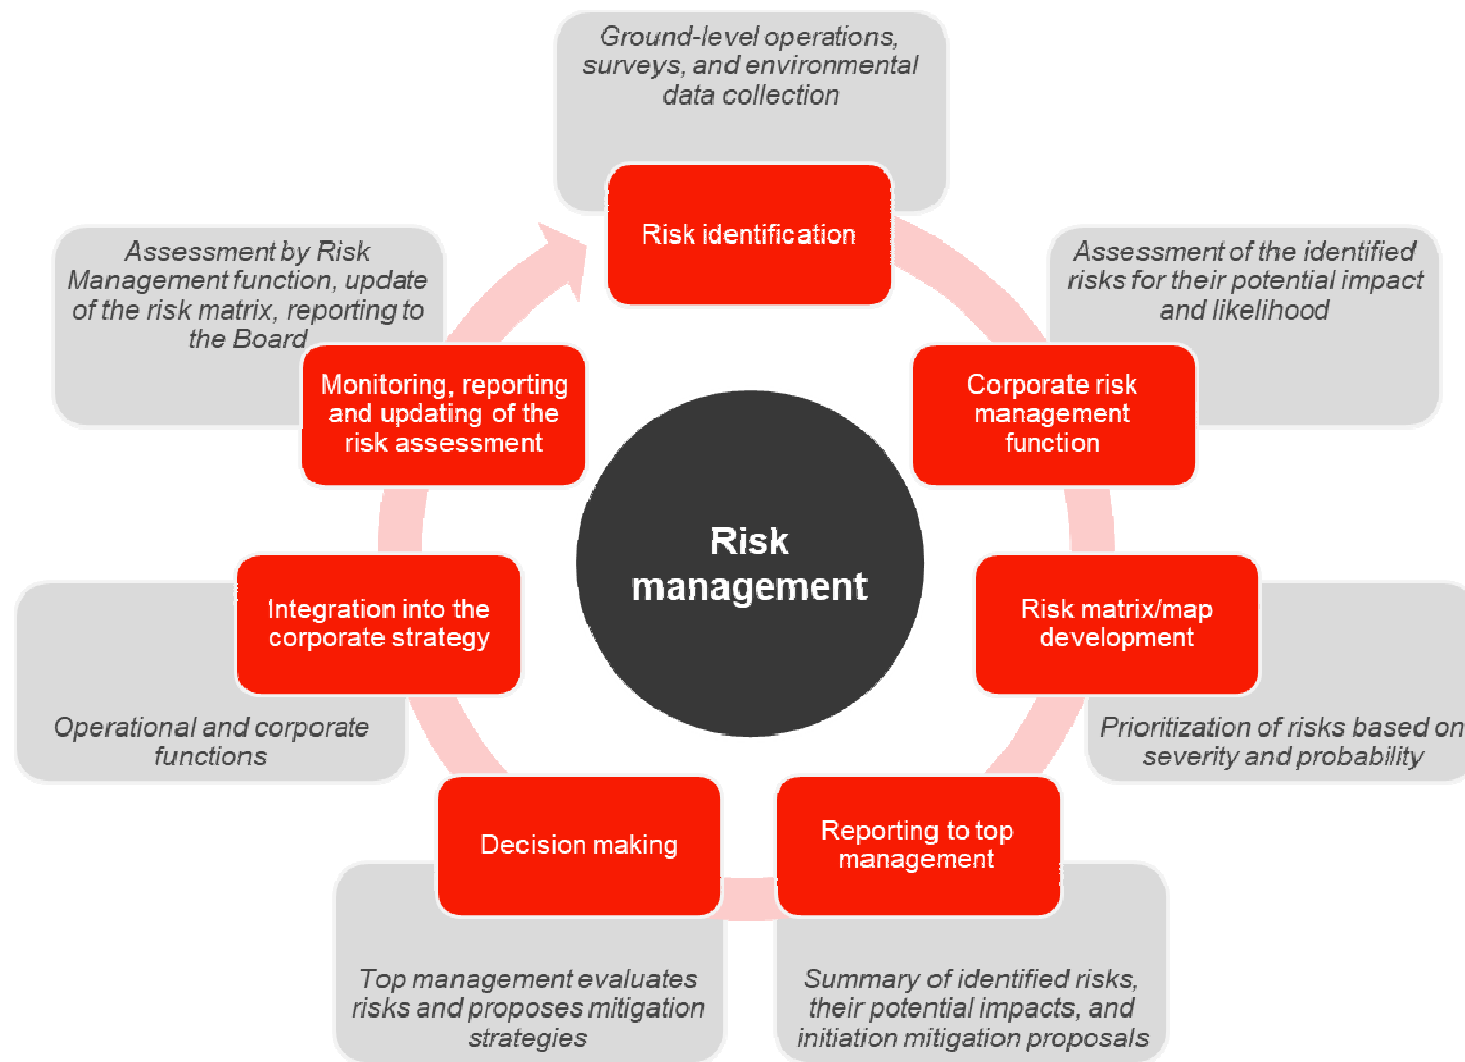 Ground-level operations,
surveys, and environmental
data collection
Risk identification
Assessment of the identified
risks for their potential impact
and likelihood
Corporate risk
management
function
Risk matrix/map
development
Prioritization of risks based on
severity and probability
Reporting to top
management
Summary of identified risks,
their potential impacts, and
initiation mitigation proposals
Decision making
Top management evaluates
risks and proposes mitigation
strategies
Integration into the
corporate strategy
Operational and corporate
functions
Assessment by Risk
Management function, update
of the risk matrix, reporting to
the Board
Monitoring, reporting
and updating of the
risk assessment
Risk
management